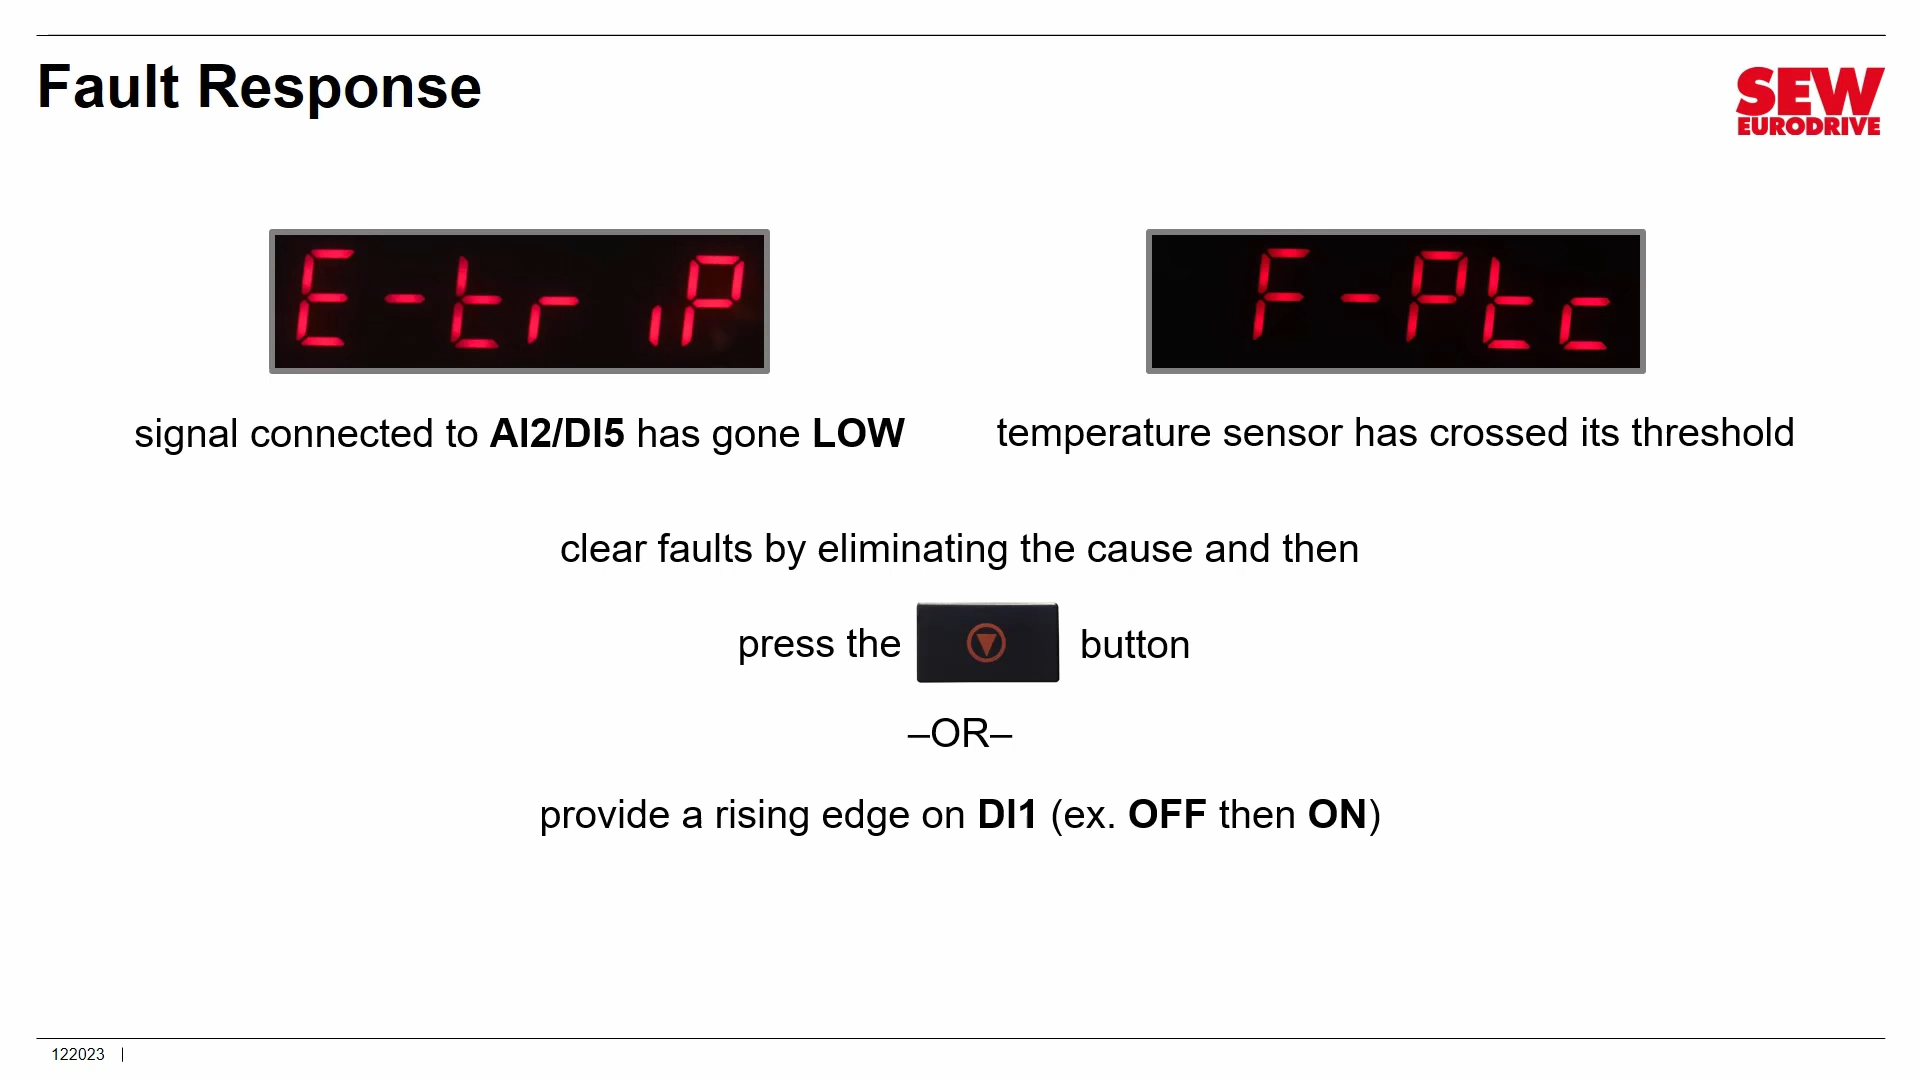 Fault Response
SEW
EURODRIVE
E-triP
F-Ptc
signal connected to AI2/DI5 has gone LOW
temperature sensor has crossed its threshold
clear faults by eliminating the cause and then
press the button
–OR–
provide a rising edge on DI1 (ex. OFF then ON)
122023 |